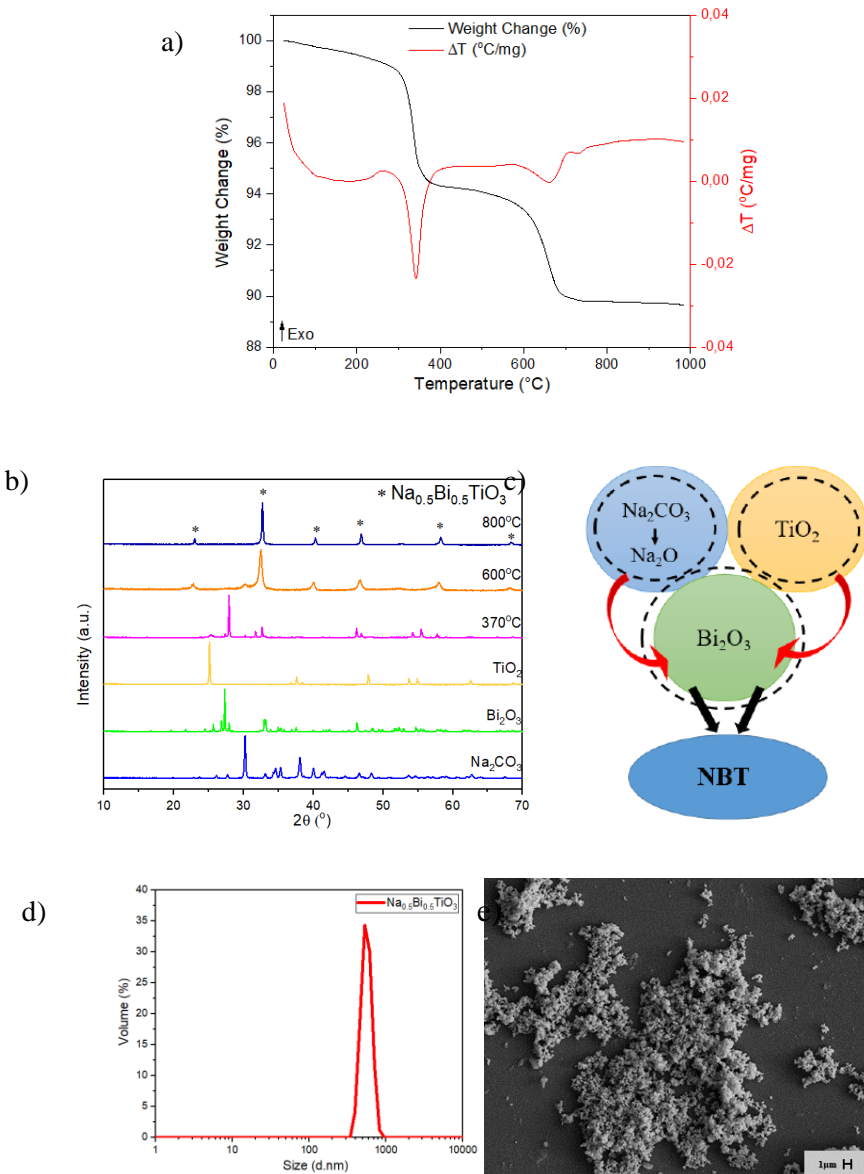 a)
Weight Change (%)
ΔT (°C/mg)
100
98
96
94
92
90
88
Weight Change (%)
0,04
0,02
0,00
-0,02
-0,04
ΔT (°C/mg)
Exo
0 200 400 600 800 1000
Temperature (°C)
b)
* Na0.5Bi0.5TiO3
* * * * * *
800°C
600°C
370°C
TiO2
Bi2O3
Na2CO3
Intensity (a.u.)
10 20 30 40 50 60 70
2θ (°)
c)
Na2CO3
Na2O
TiO2
Bi2O3
NBT
d)
Na0.5Bi0.5TiO3
40
35
30
25
20
15
10
5
0
Volume (%)
1 10 100 1000 10000
Size (d.nm)
e)
1µm